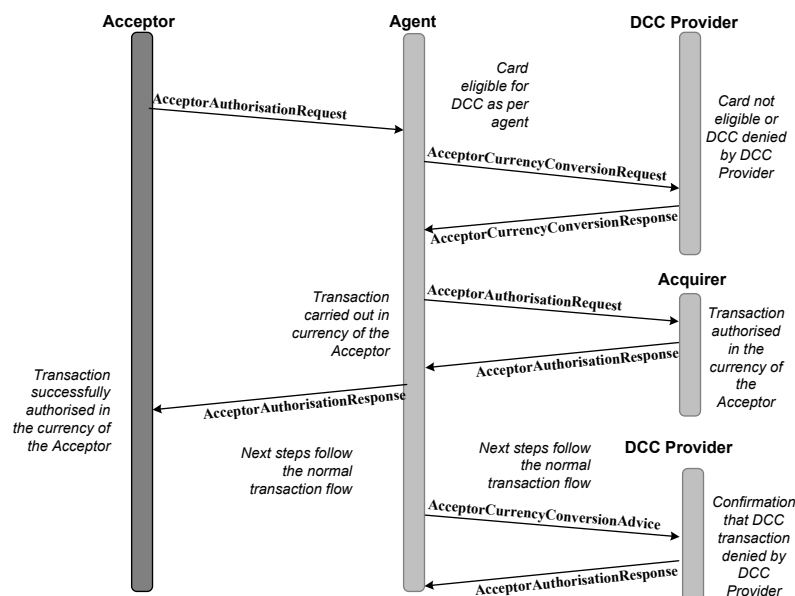 Acceptor
Agent
DCC Provider
Card
eligible for
DCC as per
agent
AcceptorAuthorisationRequest
Card not
eligible or
DCC denied
by DCC
Provider
AcceptorCurrencyConversionRequest
AcceptorCurrencyConversionResponse
Acquirer
AcceptorAuthorisationRequest
Transaction
carried out in
currency of the
Acceptor
Transaction
authorised
in the
currency of
the
Acceptor
AcceptorAuthorisationResponse
Transaction
successfully
authorised in
the currency of
the Acceptor
AcceptorAuthorisationResponse
Next steps follow
the normal
transaction flow
Next steps follow
the normal
transaction flow
DCC Provider
AcceptorCurrencyConversionAdvice
Confirmation
that DCC
transaction
denied by
DCC
Provider
AcceptorAuthorisationResponse